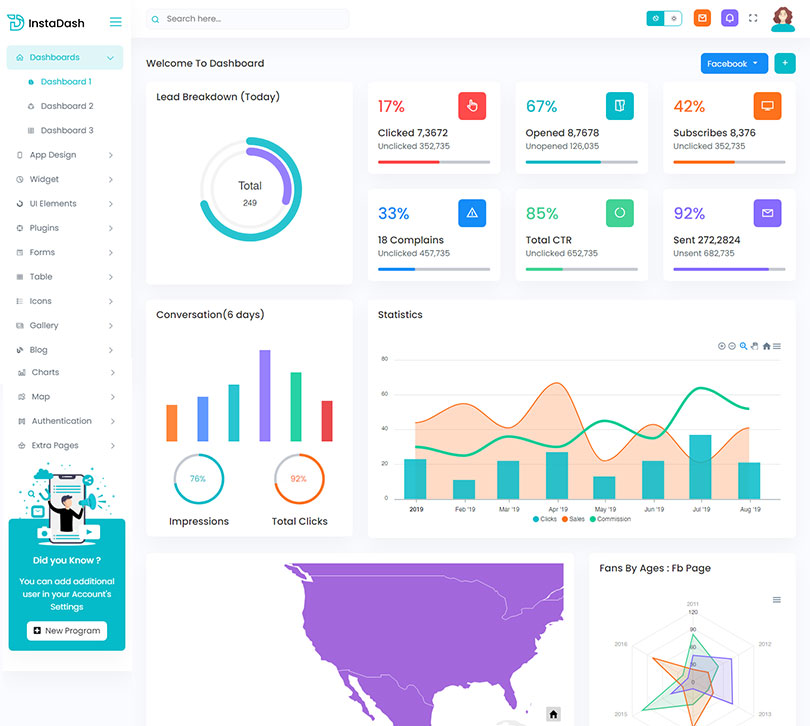 InstaDash
Search here...
Dashboards
Dashboard 1
Dashboard 2
Dashboard 3
App Design
Widget
UI Elements
Plugins
Forms
Table
Icons
Gallery
Blog
Charts
Map
Authentication
Extra Pages
Did you Know ?
You can add additional
user in your Account's
Settings
New Program
Welcome To Dashboard
Facebook
+
Lead Breakdown (Today)
Total
249
17%
Clicked 7,3672
Unclicked 352,735
67%
Opened 8,7678
Unopened 126,035
42%
Subscribes 8,376
Unclicked 352,735
33%
18 Complains
Unclicked 457,735
85%
Total CTR
Unclicked 652,735
92%
Sent 272,2824
Unsent 682,735
Conversation(6 days)
76%
Impressions
92%
Total Clicks
Statistics
80
60
40
20
0
2019 Feb '19 Mar '19 Apr '19 May '19 Jun '19 Jul '19 Aug '19
Clicks Sales Commission
Fans By Ages : Fb Page
2011
120
90
60
30
0
2012
2013
2015
2016